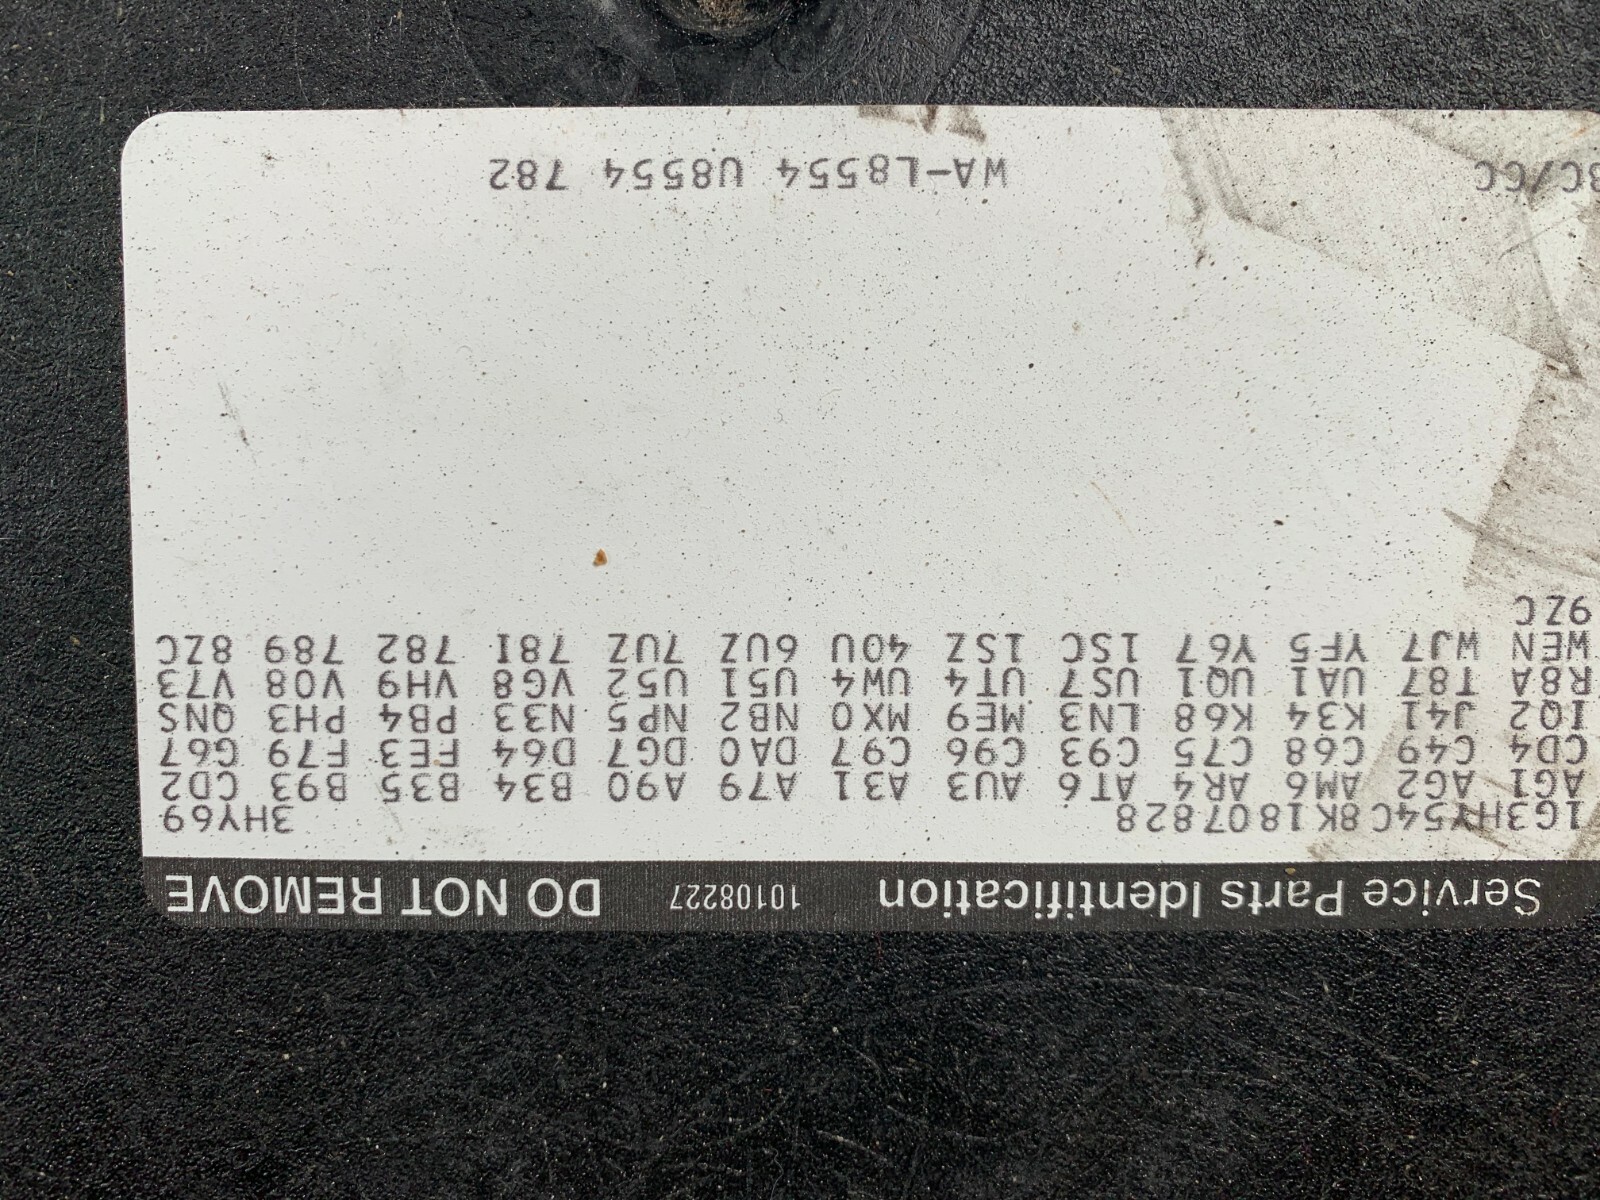 Service Parts Identification 10108227 DO NOT REMOVE
1G3HY54C8K1807828 3HY69
AG1 AG2 AM6 AR4 AT6 AU3 A31 A79 A90 B34 B35 B93 CD2
CD4 C49 C68 C75 C93 C96 C97 DA0 DG7 D64 FE3 F79 G67
IQ2 J41 K34 K68 LN3 ME9 MX0 NB2 NP5 N33 PB4 PH3 QNS
R8A T87 UA1 UQ1 US7 UT4 UW4 U51 U52 VG8 VH9 V08 V73
WEN WJ7 YF5 Y67 1SC 1SZ 40U 6UZ 7UZ 78I 782 789 8ZC
9ZC
BC/CC WA-L8554 U8554 782